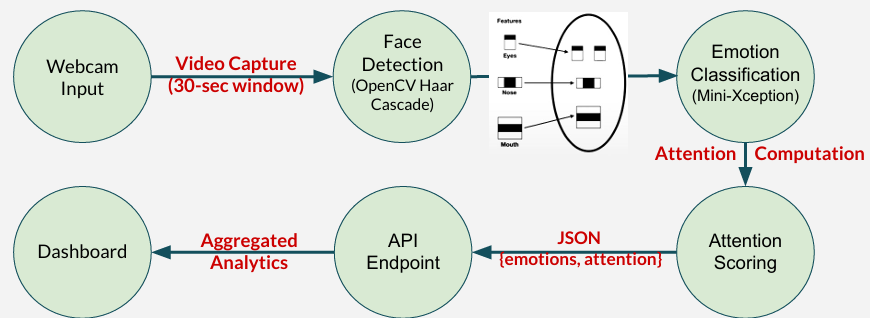 Webcam
Input
Video Capture
(30-sec window)
Face
Detection
(OpenCV Haar
Cascade)
Features
Eyes
Nose
Mouth
Emotion
Classification
(Mini-Xception)
Attention Computation
Attention
Scoring
JSON
{emotions, attention}
API
Endpoint
Aggregated
Analytics
Dashboard